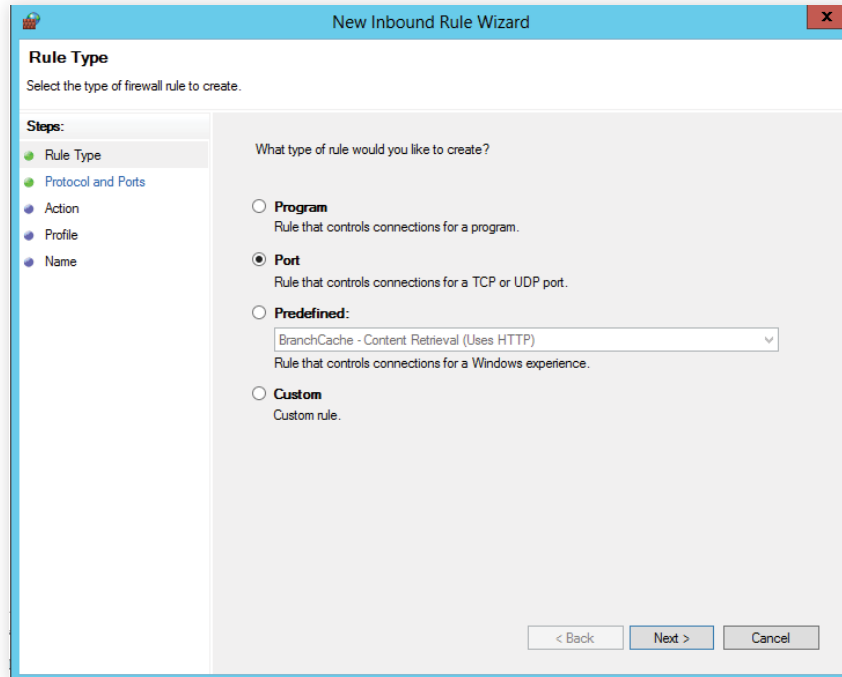 New Inbound Rule Wizard
x
Rule Type
Select the type of firewall rule to create.
Steps:
Rule Type
Protocol and Ports
Action
Profile
Name
What type of rule would you like to create?
Program
Rule that controls connections for a program.
Port
Rule that controls connections for a TCP or UDP port.
Predefined:
BranchCache - Content Retrieval (Uses HTTP)
Rule that controls connections for a Windows experience.
Custom
Custom rule.
< Back Next > Cancel